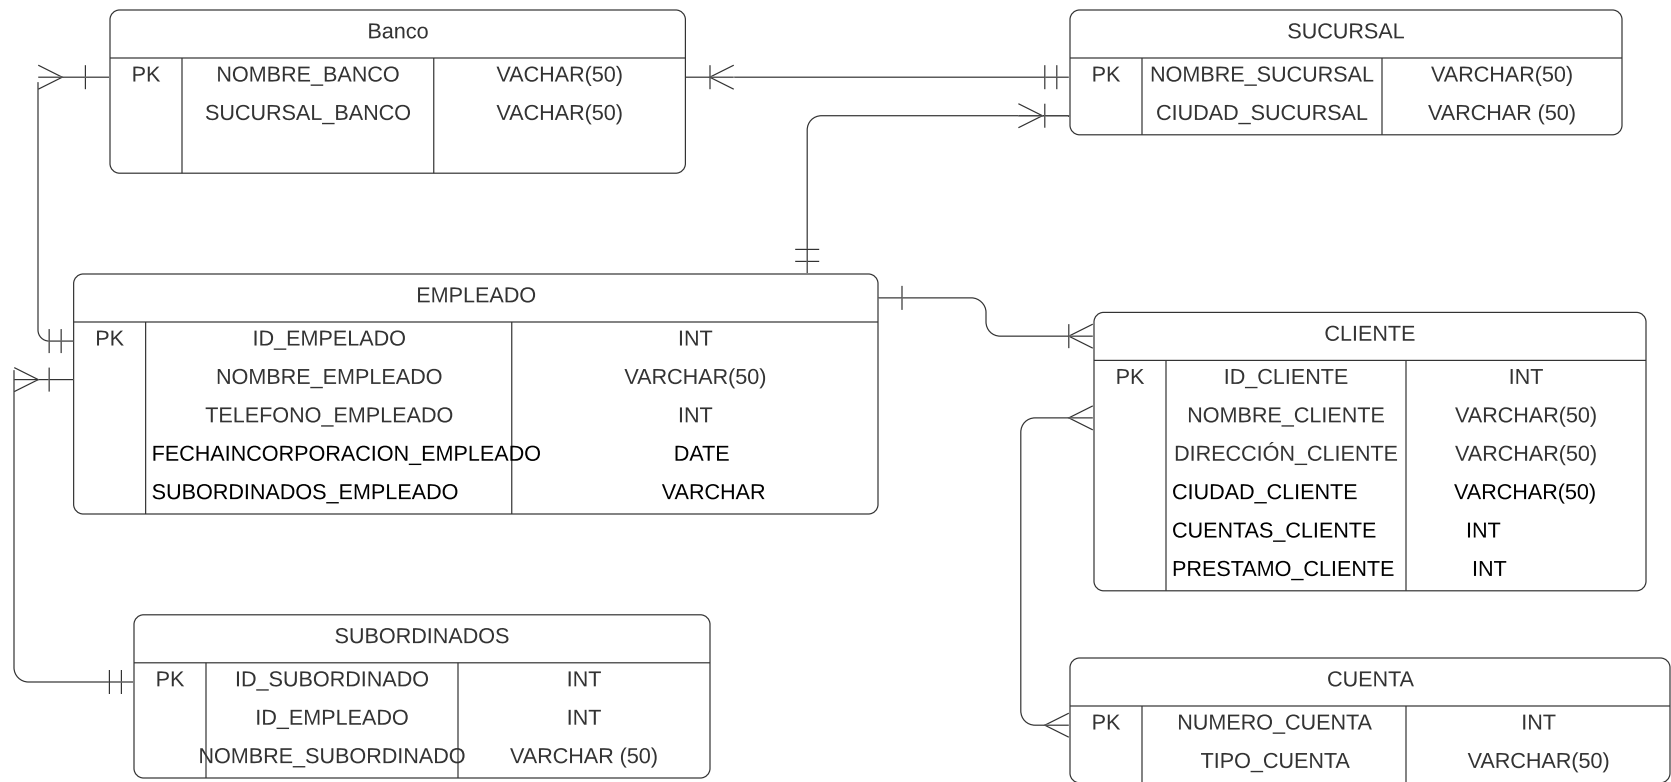 Banco
PK NOMBRE_BANCO VACHAR(50)
SUCURSAL_BANCO VACHAR(50)
SUCURSAL
PK NOMBRE_SUCURSAL VARCHAR(50)
CIUDAD_SUCURSAL VARCHAR (50)
EMPLEADO
PK ID_EMPELADO INT
NOMBRE_EMPLEADO VARCHAR(50)
TELEFONO_EMPLEADO INT
FECHAINCORPORACION_EMPLEADO DATE
SUBORDINADOS_EMPLEADO VARCHAR
CLIENTE
PK ID_CLIENTE INT
NOMBRE_CLIENTE VARCHAR(50)
DIRECCIÓN_CLIENTE VARCHAR(50)
CIUDAD_CLIENTE VARCHAR(50)
CUENTAS_CLIENTE INT
PRESTAMO_CLIENTE INT
SUBORDINADOS
PK ID_SUBORDINADO INT
ID_EMPLEADO INT
NOMBRE_SUBORDINADO VARCHAR (50)
CUENTA
PK NUMERO_CUENTA INT
TIPO_CUENTA VARCHAR(50)